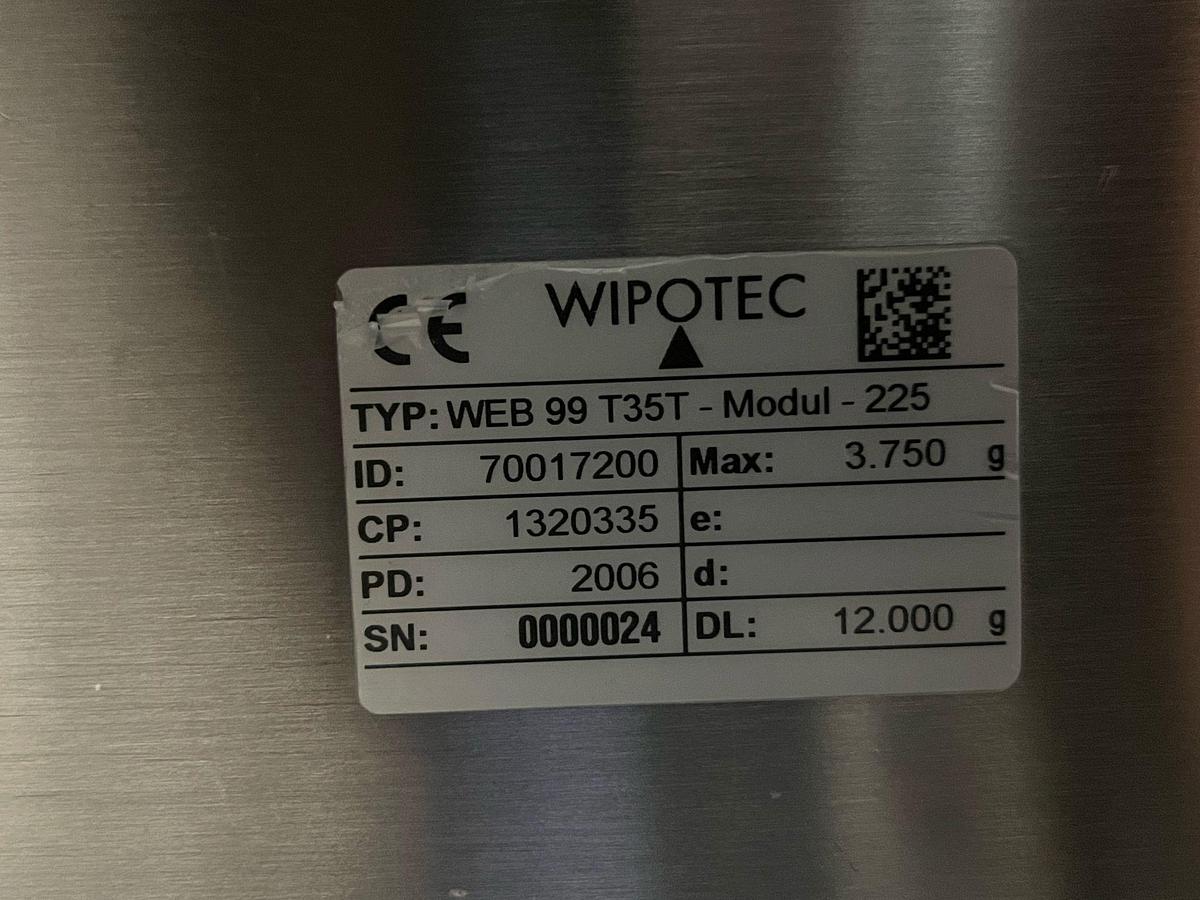 CE WIPOTEC
TYP: WEB 99 T35T - Modul - 225
ID: 70017200 Max: 3.750 g
CP: 1320335 e:
PD: 2006 d:
SN: 0000024 DL: 12.000 g